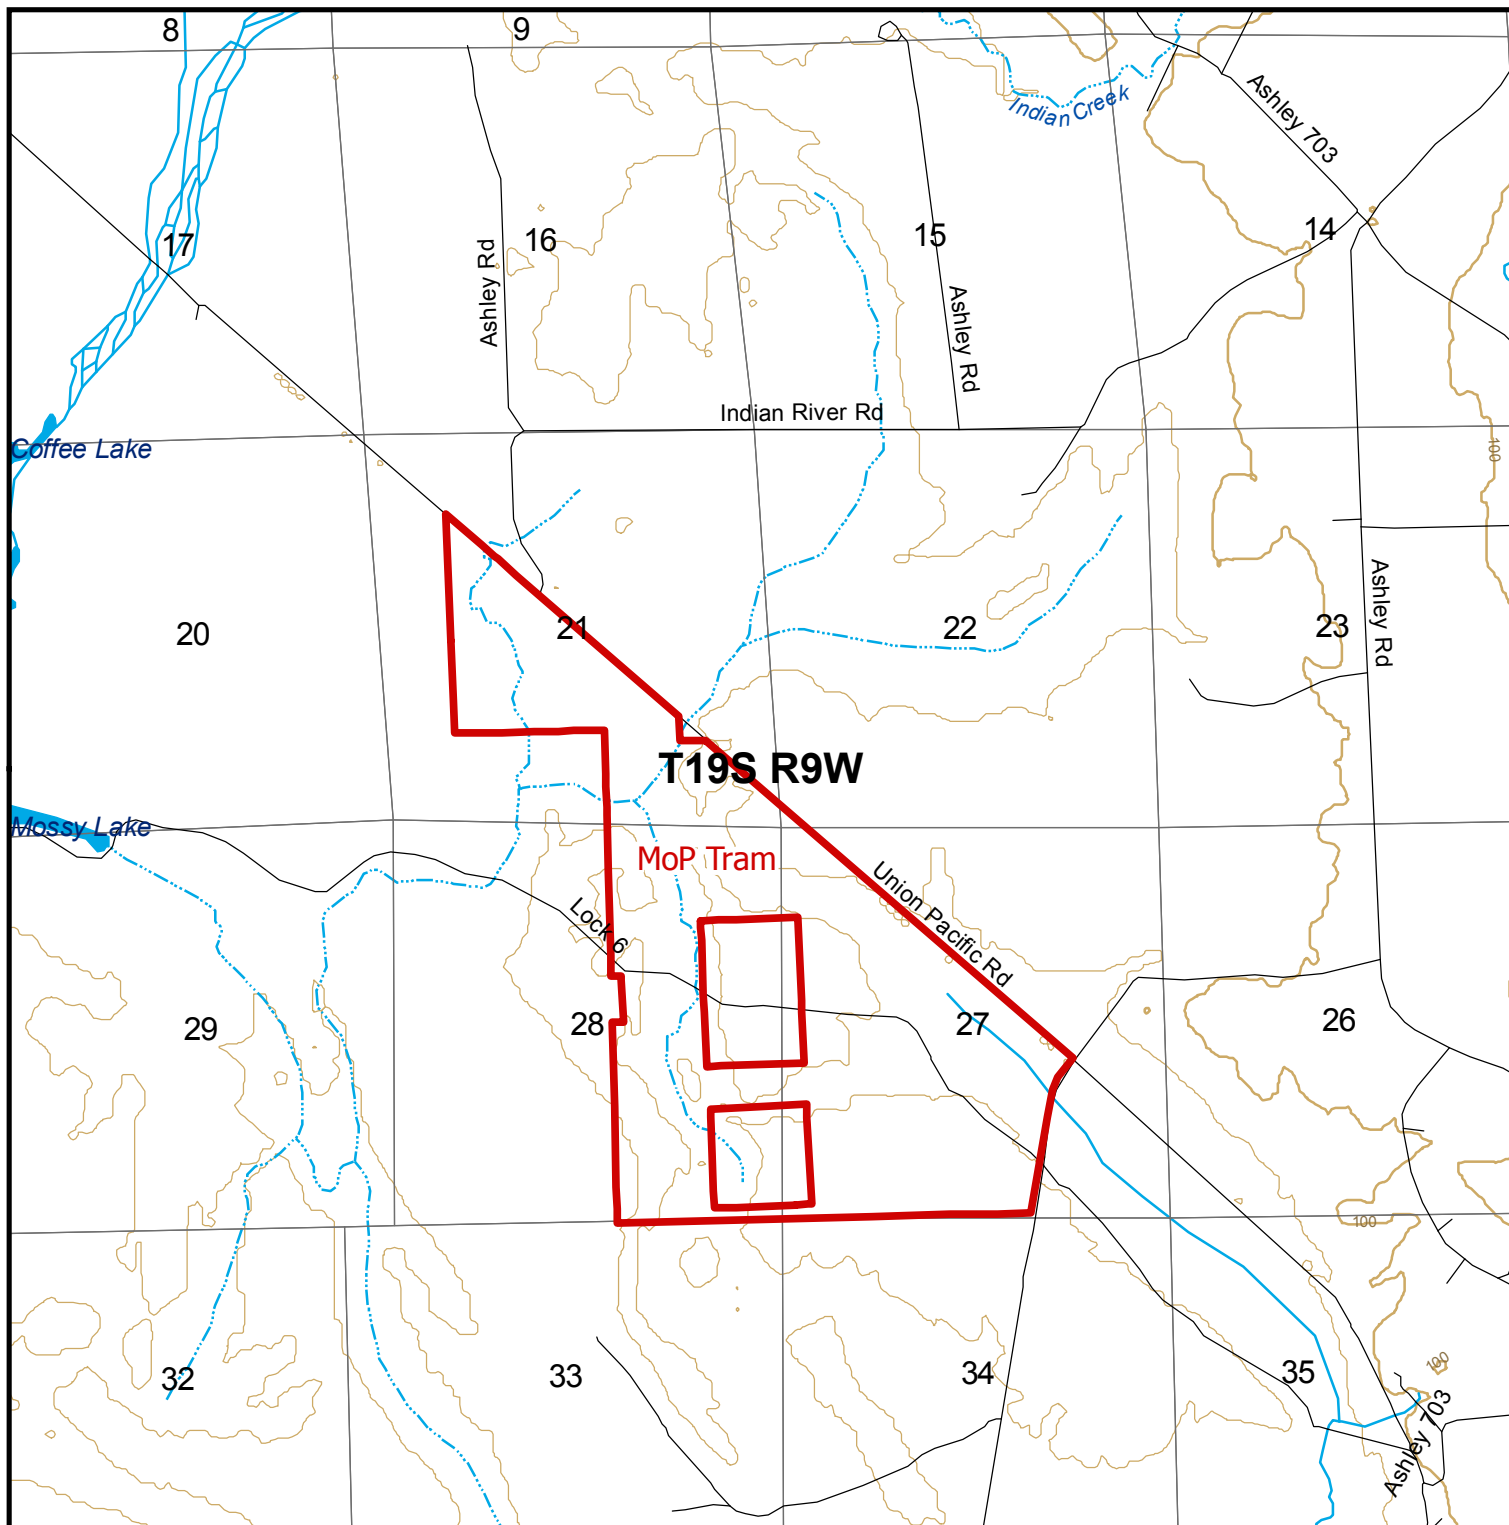 8
9
Indian Creek
Ashley 703
17
16
15
14
Ashley Rd
Ashley Rd
Indian River Rd
Coffee Lake
100
20
21
22
23
Ashley Rd
T19S R9W
Mossy Lake
MoP Tram
Union Pacific Rd
Lock 6
29
28
27
26
100
32
33
34
35
100
Ashley 703